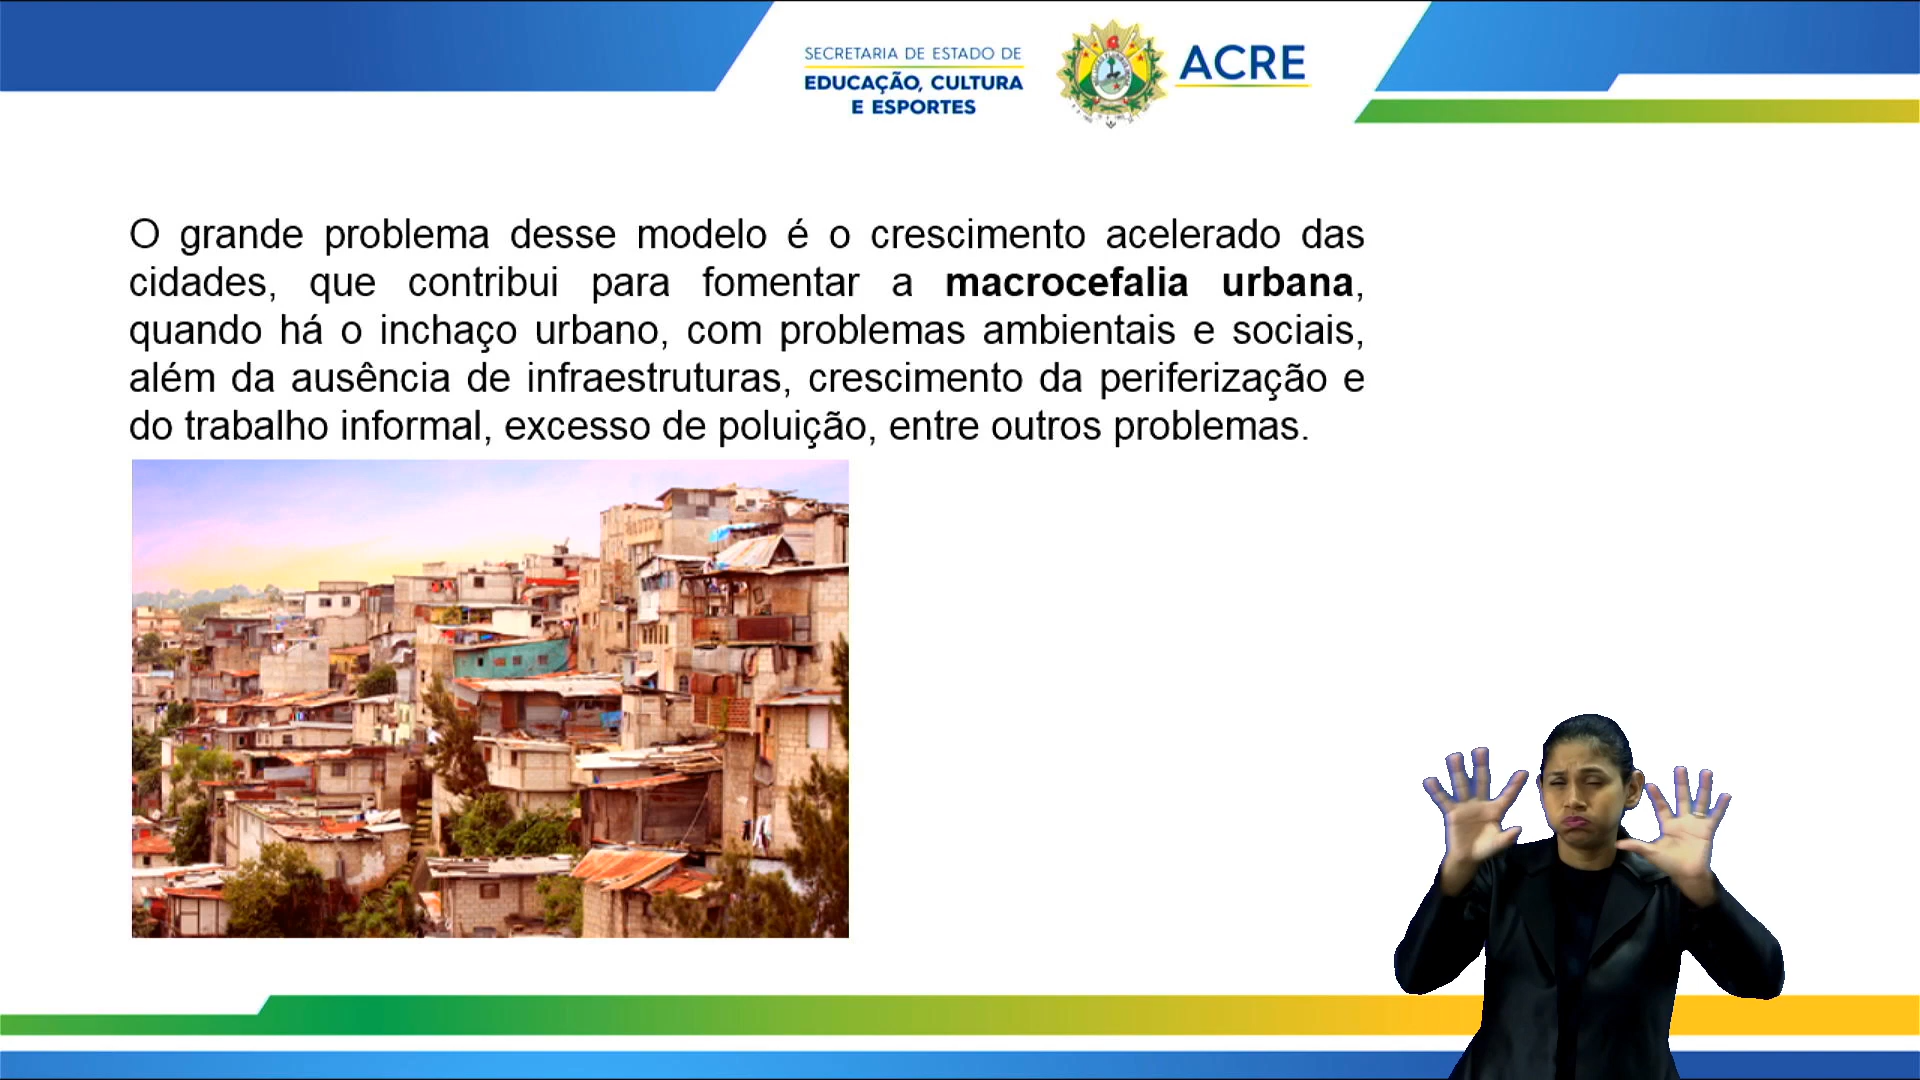 SECRETARIA DE ESTADO DE
EDUCAÇÃO, CULTURA
E ESPORTES
ACRE
O grande problema desse modelo é o crescimento acelerado das
cidades, que contribui para fomentar a macrocefalia urbana,
quando há o inchaço urbano, com problemas ambientais e sociais,
além da ausência de infraestruturas, crescimento da periferização e
do trabalho informal, excesso de poluição, entre outros problemas.